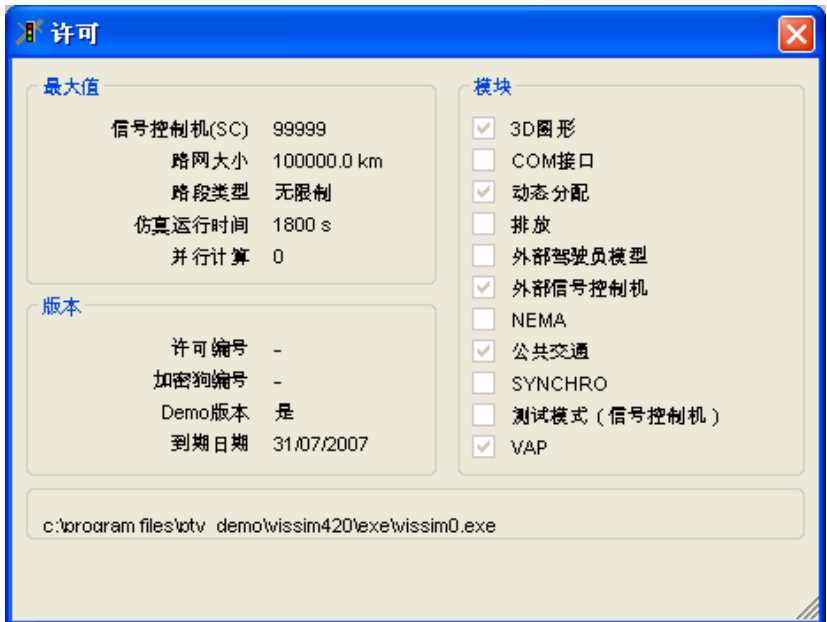 许可
最大值
信号控制机(SC) 99999
路网大小 100000.0 km
路段类型 无限制
仿真运行时间 1800 s
并行计算 0
版本
许可编号 -
加密狗编号 -
Demo版本 是
到期日期 31/07/2007
模块
3D图形
COM接口
动态分配
排放
外部驾驶员模型
外部信号控制机
NEMA
公共交通
SYNCHRO
测试模式 ( 信号控制机 )
VAP
c:\program files\ptv_demo\vissim420\exe\vissim0.exe